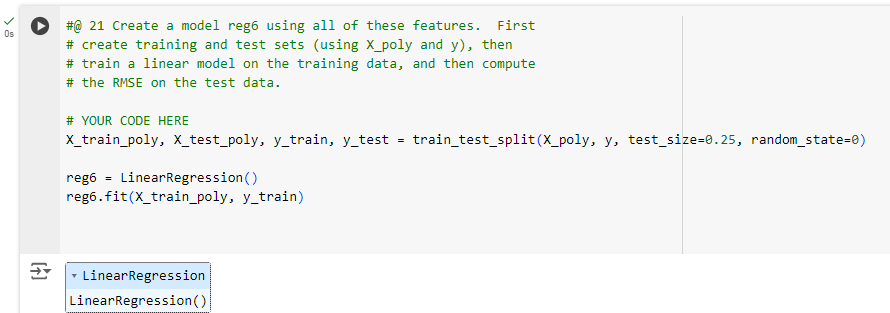 0s
#@ 21 Create a model reg6 using all of these features.  First
# create training and test sets (using X_poly and y), then
# train a linear model on the training data, and then compute
# the RMSE on the test data.
# YOUR CODE HERE
X_train_poly, X_test_poly, y_train, y_test = train_test_split(X_poly, y, test_size=0.25, random_state=0)
reg6 = LinearRegression()
reg6.fit(X_train_poly, y_train)
LinearRegression
LinearRegression()